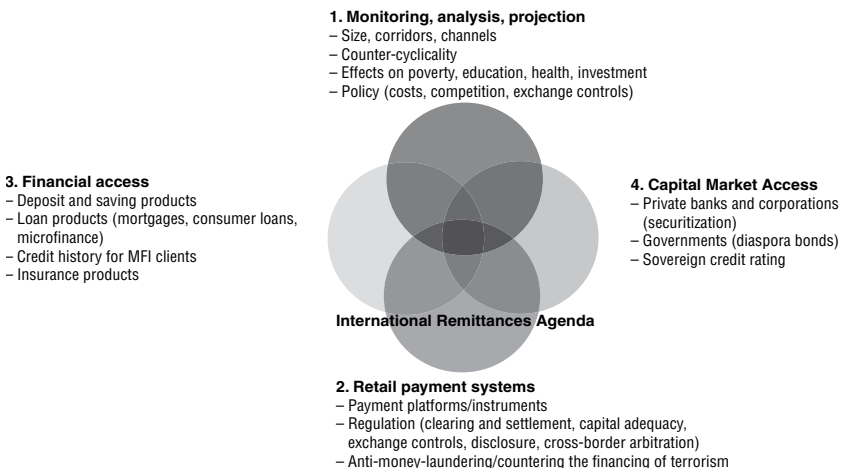 1. Monitoring, analysis, projection
– Size, corridors, channels
– Counter-cyclicality
– Effects on poverty, education, health, investment
– Policy (costs, competition, exchange controls)
3. Financial access
– Deposit and saving products
– Loan products (mortgages, consumer loans,
microfinance)
– Credit history for MFI clients
– Insurance products
4. Capital Market Access
– Private banks and corporations
(securitization)
– Governments (diaspora bonds)
– Sovereign credit rating
International Remittances Agenda
2. Retail payment systems
– Payment platforms/instruments
– Regulation (clearing and settlement, capital adequacy,
exchange controls, disclosure, cross-border arbitration)
– Anti-money-laundering/countering the financing of terrorism